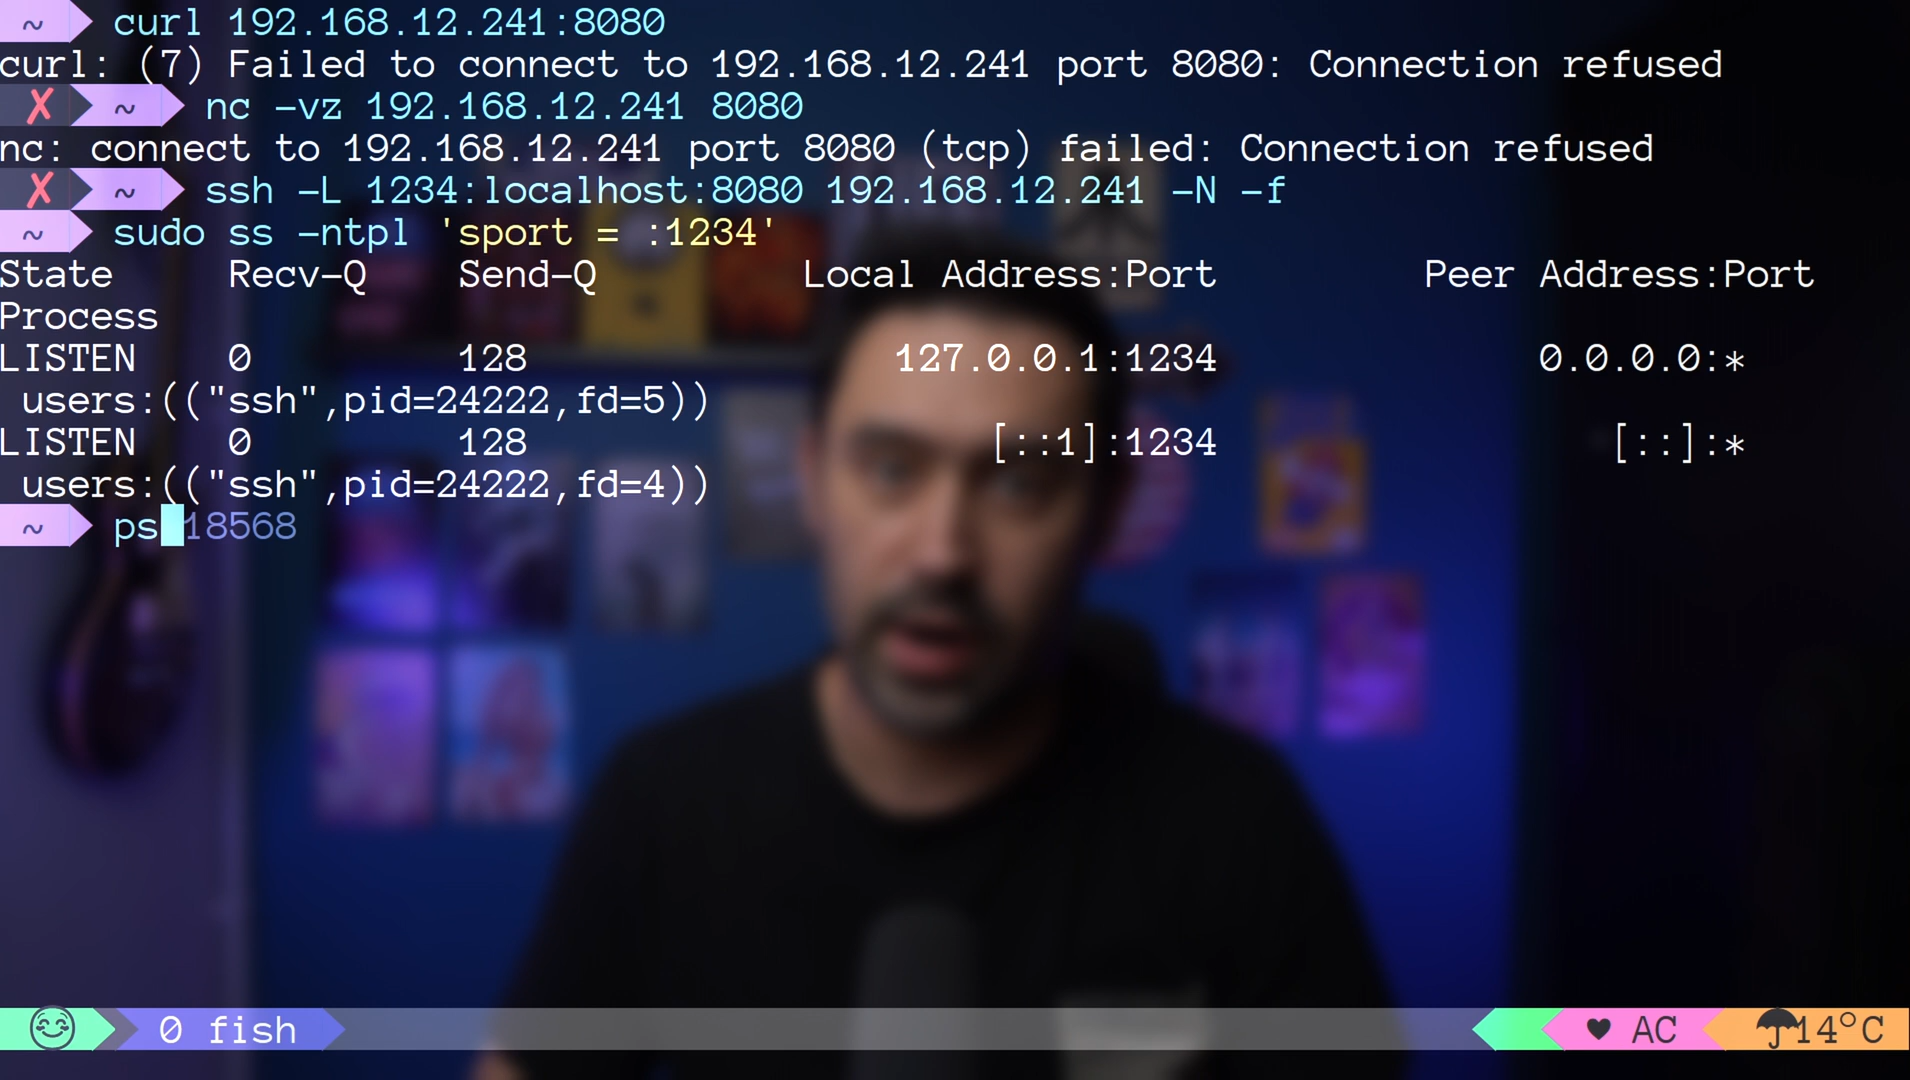 ~ curl 192.168.12.241:8080
curl: (7) Failed to connect to 192.168.12.241 port 8080: Connection refused
✗ ~ nc -vz 192.168.12.241 8080
nc: connect to 192.168.12.241 port 8080 (tcp) failed: Connection refused
✗ ~ ssh -L 1234:localhost:8080 192.168.12.241 -N -f
~ sudo ss -ntpl 'sport = :1234'
State Recv-Q Send-Q Local Address:Port Peer Address:Port
Process
LISTEN 0 128 127.0.0.1:1234 0.0.0.0:*
users:(("ssh",pid=24222,fd=5))
LISTEN 0 128 [::1]:1234 [::]:*
users:(("ssh",pid=24222,fd=4))
~ ps 18568
0 fish ♥ AC ☂14°C